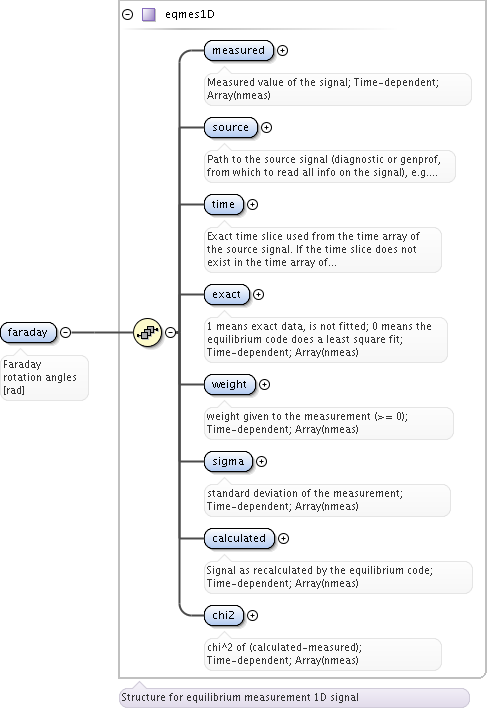 eqmes1D
measured
Measured value of the signal; Time-dependent;
Array(nmeas)
source
Path to the source signal (diagnostic or genprof,
from which to read all info on the signal), e.g....
time
Exact time slice used from the time array of
the source signal. If the time slice does not
exist in the time array of...
exact
1 means exact data, is not fitted; 0 means the
equilibrium code does a least square fit;
Time-dependent; Array(nmeas)
faraday
Faraday
rotation angles
[rad]
weight
weight given to the measurement (>= 0);
Time-dependent; Array(nmeas)
sigma
standard deviation of the measurement;
Time-dependent; Array(nmeas)
calculated
Signal as recalculated by the equilibrium code;
Time-dependent; Array(nmeas)
chi2
chi^2 of (calculated-measured);
Time-dependent; Array(nmeas)
Structure for equilibrium measurement 1D signal